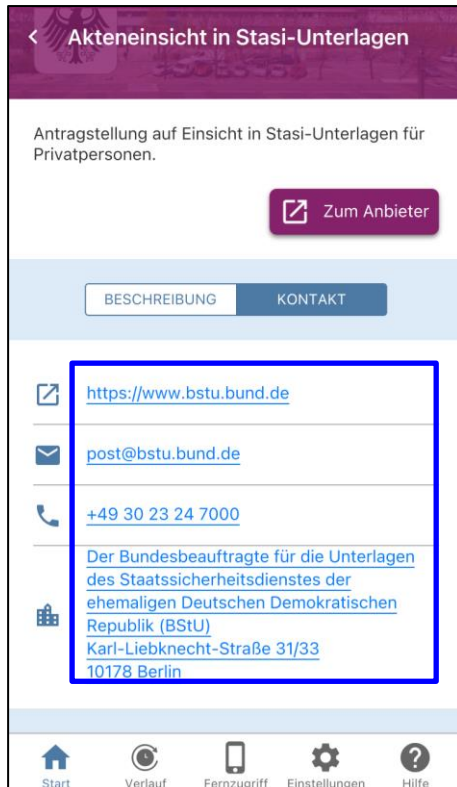 Akteneinsicht in Stasi-Unterlagen
Antragstellung auf Einsicht in Stasi-Unterlagen für
Privatpersonen.
Zum Anbieter
BESCHREIBUNG
KONTAKT
https://www.bstu.bund.de
post@bstu.bund.de
+49 30 23 24 7000
Der Bundesbeauftragte für die Unterlagen
des Staatssicherheitsdienstes der
ehemaligen Deutschen Demokratischen
Republik (BStU)
Karl-Liebknecht-Straße 31/33
10178 Berlin
Start
Verlauf
Fernzugriff
Einstellungen
Hilfe